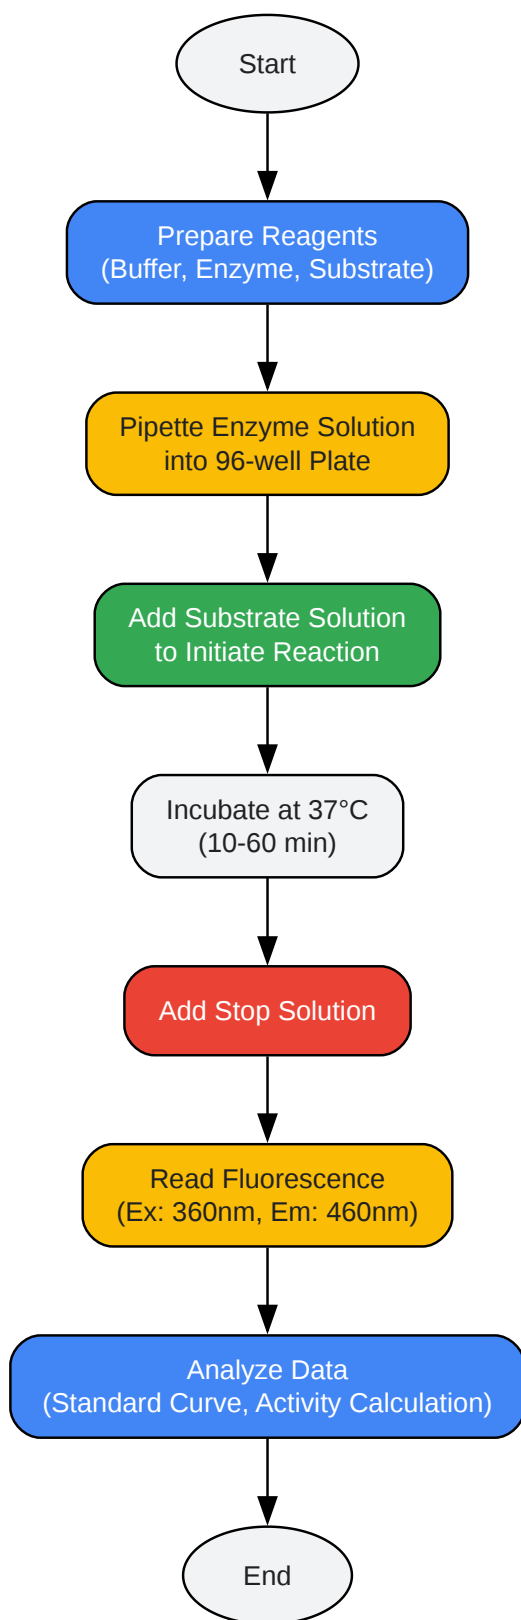 Start
Prepare Reagents
(Buffer, Enzyme, Substrate)
Pipette Enzyme Solution
into 96-well Plate
Add Substrate Solution
to Initiate Reaction
Incubate at 37°C
(10-60 min)
Add Stop Solution
Read Fluorescence
(Ex: 360nm, Em: 460nm)
Analyze Data
(Standard Curve, Activity Calculation)
End